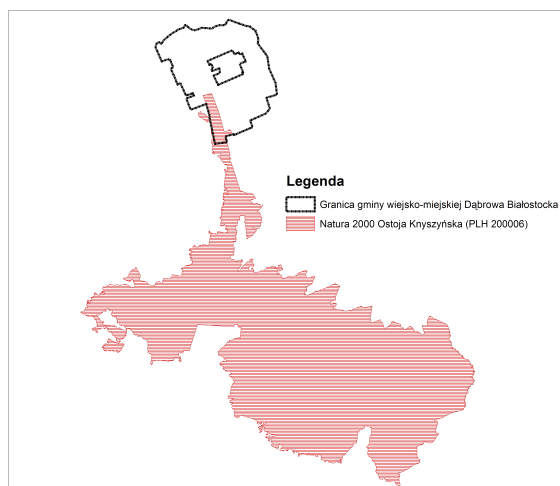 Legenda
Granica gminy wiejsko-miejskiej Dąbrowa Białostocka
Natura 2000 Ostoja Knyszyńska (PLH 200006)